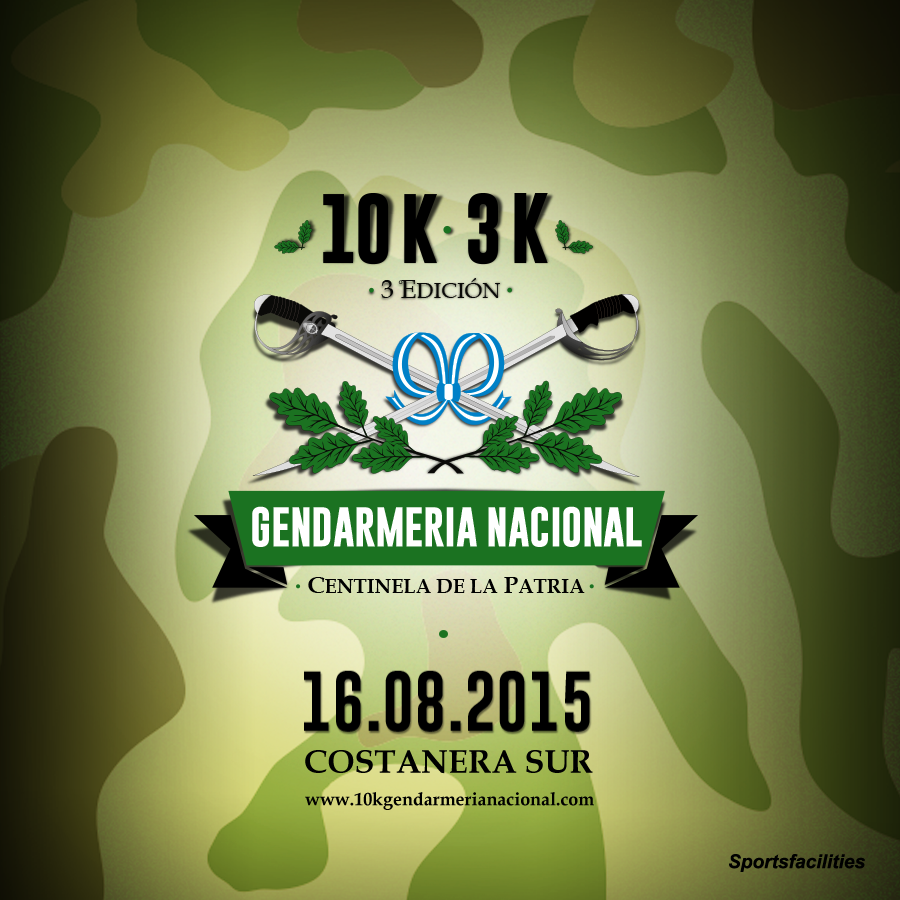 10K · 3K
· 3 EDICIÓN ·
GENDARMERIA NACIONAL
· CENTINELA DE LA PATRIA ·
16.08.2015
COSTANERA SUR
www.10kgendarmerianacional.com
Sportsfacilities